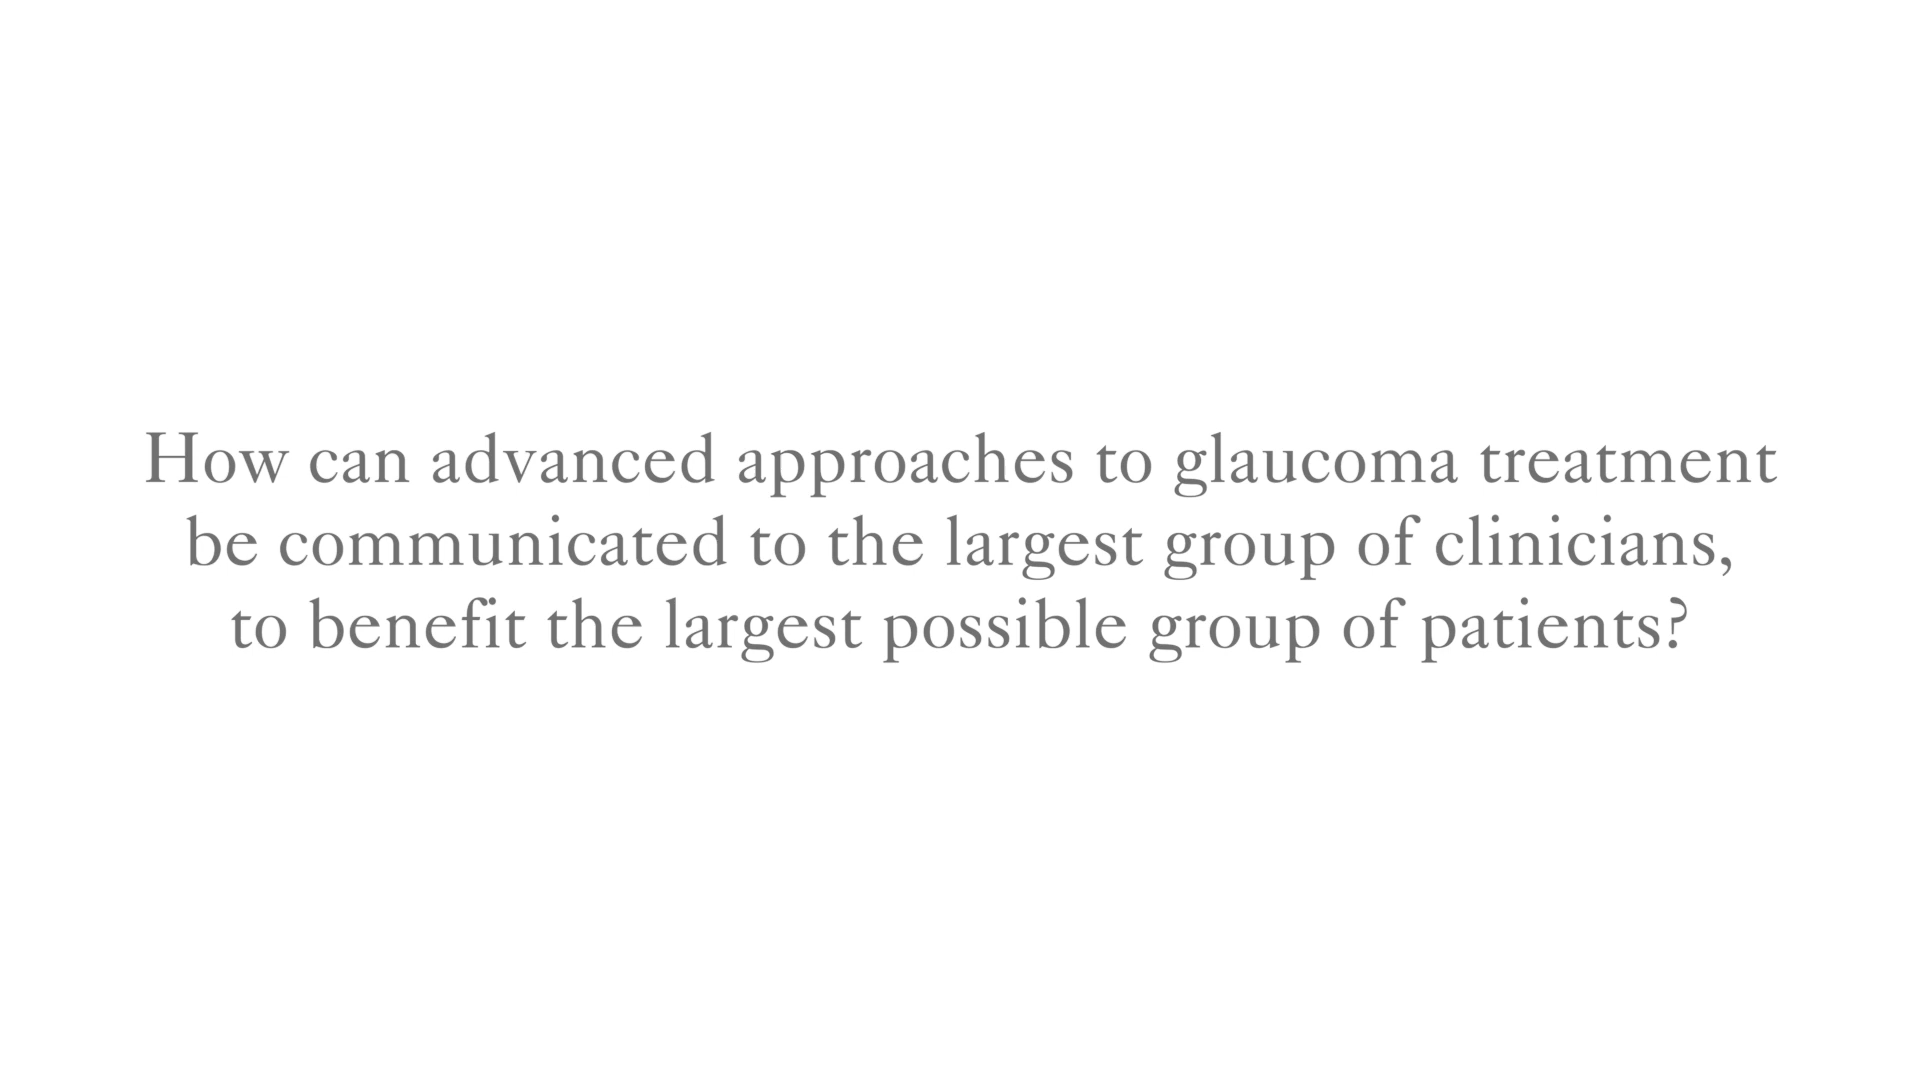 How can advanced approaches to glaucoma treatment
be communicated to the largest group of clinicians,
to benefit the largest possible group of patients?